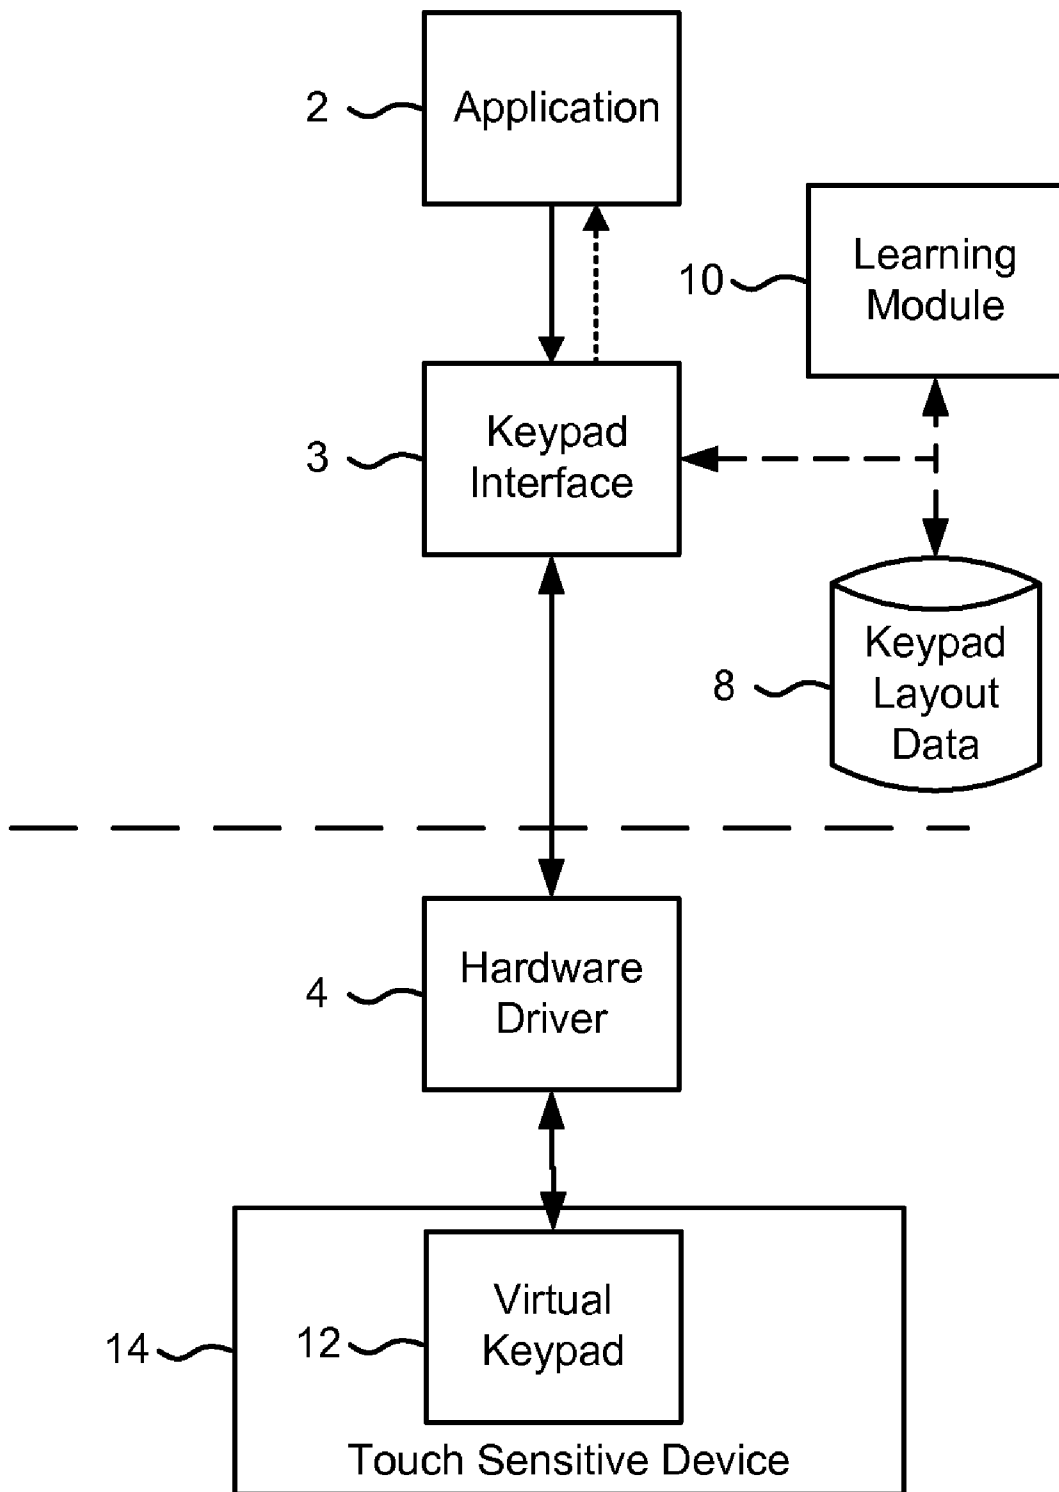 2
Application
10
Learning
Module
3
Keypad
Interface
8
Keypad
Layout
Data
4
Hardware
Driver
14
12
Virtual
Keypad
Touch Sensitive Device